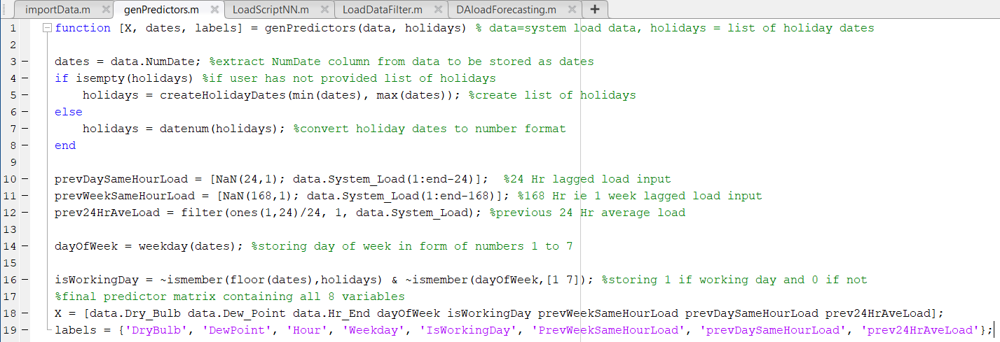 importData.m × genPredictors.m × LoadScriptNN.m × LoadDataFilter.m × DAloadForecasting.m × +
1 function [X, dates, labels] = genPredictors(data, holidays) % data=system load data, holidays = list of holiday dates
2
3 – dates = data.NumDate; %extract NumDate column from data to be stored as dates
4 – if isempty(holidays) %if user has not provided list of holidays
5 – holidays = createHolidayDates(min(dates), max(dates)); %create list of holidays
6 – else
7 – holidays = datenum(holidays); %convert holiday dates to number format
8 – end
9
10 – prevDaySameHourLoad = [NaN(24,1); data.System_Load(1:end-24)]; %24 Hr lagged load input
11 – prevWeekSameHourLoad = [NaN(168,1); data.System_Load(1:end-168)]; %168 Hr ie 1 week lagged load input
12 – prev24HrAveLoad = filter(ones(1,24)/24, 1, data.System_Load); %previous 24 Hr average load
13
14 – dayOfWeek = weekday(dates); %storing day of week in form of numbers 1 to 7
15
16 – isWorkingDay = ~ismember(floor(dates),holidays) & ~ismember(dayOfWeek,[1 7]); %storing 1 if working day and 0 if not
17 %final predictor matrix containing all 8 variables
18 – X = [data.Dry_Bulb data.Dew_Point data.Hr_End dayOfWeek isWorkingDay prevWeekSameHourLoad prevDaySameHourLoad prev24HrAveLoad];
19 – labels = {'DryBulb', 'DewPoint', 'Hour', 'Weekday', 'IsWorkingDay', 'PrevWeekSameHourLoad', 'prevDaySameHourLoad', 'prev24HrAveLoad'};